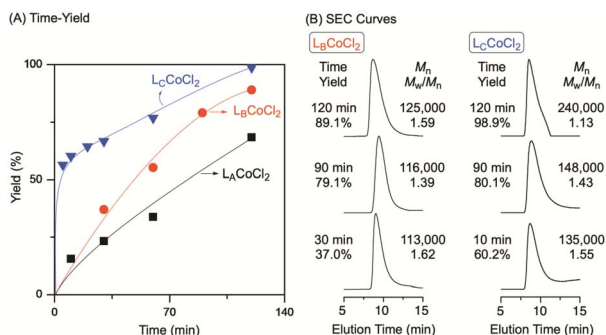 (A) Time-Yield
100
50
0
0
70
140
Yield (%)
Time (min)
LCCoCl2
LBCoCl2
LACoCl2
(B) SEC Curves
LBCoCl2
Time Mn
Yield Mw/Mn
120 min 125,000
89.1% 1.59
90 min 116,000
79.1% 1.39
30 min 113,000
37.0% 1.62
5 10 15
Elution Time (min)
LCCoCl2
Time Mn
Yield Mw/Mn
120 min 240,000
98.9% 1.13
90 min 148,000
80.1% 1.43
10 min 135,000
60.2% 1.55
5 10 15
Elution Time (min)